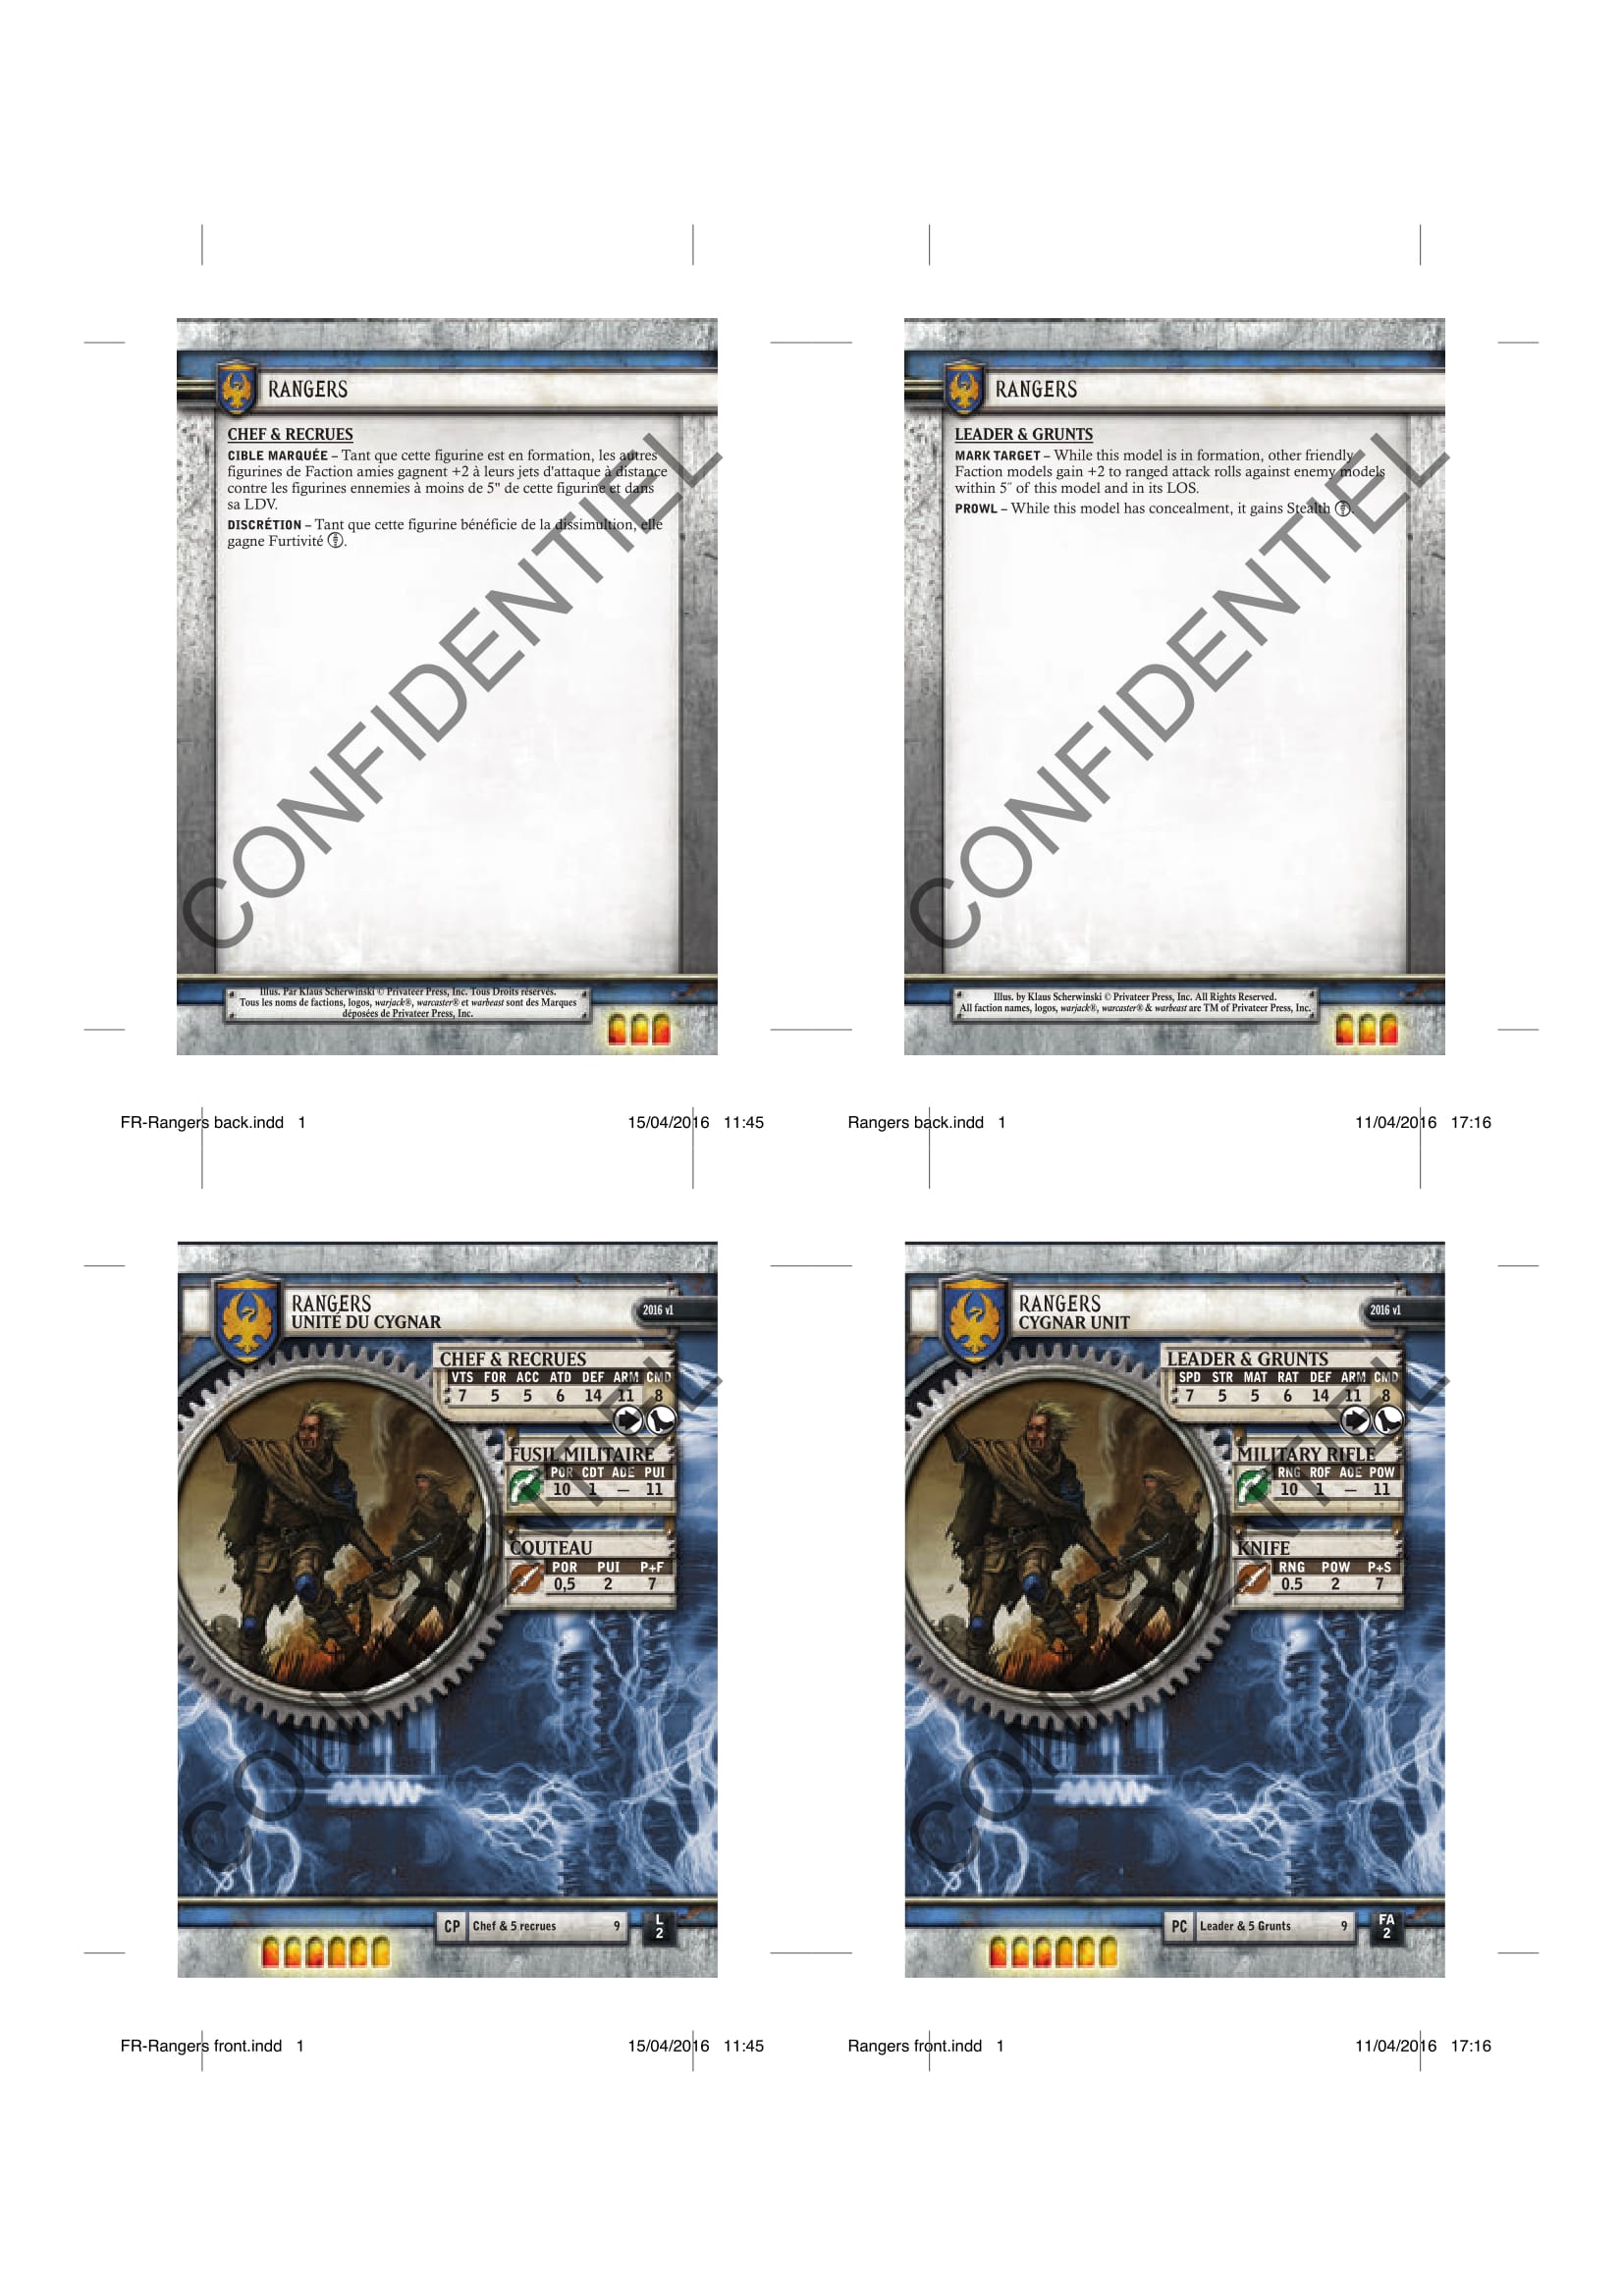 RANGERS
CHEF & RECRUES
CIBLE MARQUÉE – Tant que cette figurine est en formation, les autres
figurines de Faction amies gagnent +2 à leurs jets d'attaque à distance
contre les figurines ennemies à moins de 5" de cette figurine et dans
sa LDV.
DISCRÉTION – Tant que cette figurine bénéficie de la dissimultion, elle
gagne Furtivité .
CONFIDENTIEL
Illus. Par Klaus Scherwinski © Privateer Press, Inc. Tous Droits réservés.
Tous les noms de factions, logos, warjack®, warcaster® et warbeast sont des Marques
déposées de Privateer Press, Inc.
FR-Rangers back.indd 1
15/04/2016 11:45
RANGERS
LEADER & GRUNTS
MARK TARGET – While this model is in formation, other friendly
Faction models gain +2 to ranged attack rolls against enemy models
within 5˝ of this model and in its LOS.
PROWL – While this model has concealment, it gains Stealth .
CONFIDENTIEL
Illus. by Klaus Scherwinski © Privateer Press, Inc. All Rights Reserved.
All faction names, logos, warjack®, warcaster® & warbeast are TM of Privateer Press, Inc.
Rangers back.indd 1
11/04/2016 17:16
RANGERS
UNITÉ DU CYGNAR
2016 v1
CHEF & RECRUES
VTS FOR ACC ATD DEF ARM CMD
7 5 5 6 14 11 8
FUSIL MILITAIRE
POR CDT ADE PUI
10 1 — 11
COUTEAU
POR PUI P+F
0,5 2 7
CONFIDENTIEL
CP Chef & 5 recrues 9
L
2
FR-Rangers front.indd 1
15/04/2016 11:45
RANGERS
CYGNAR UNIT
2016 v1
LEADER & GRUNTS
SPD STR MAT RAT DEF ARM CMD
7 5 5 6 14 11 8
MILITARY RIFLE
RNG ROF AOE POW
10 1 — 11
KNIFE
RNG POW P+S
0.5 2 7
CONFIDENTIEL
PC Leader & 5 Grunts 9
FA
2
Rangers front.indd 1
11/04/2016 17:16